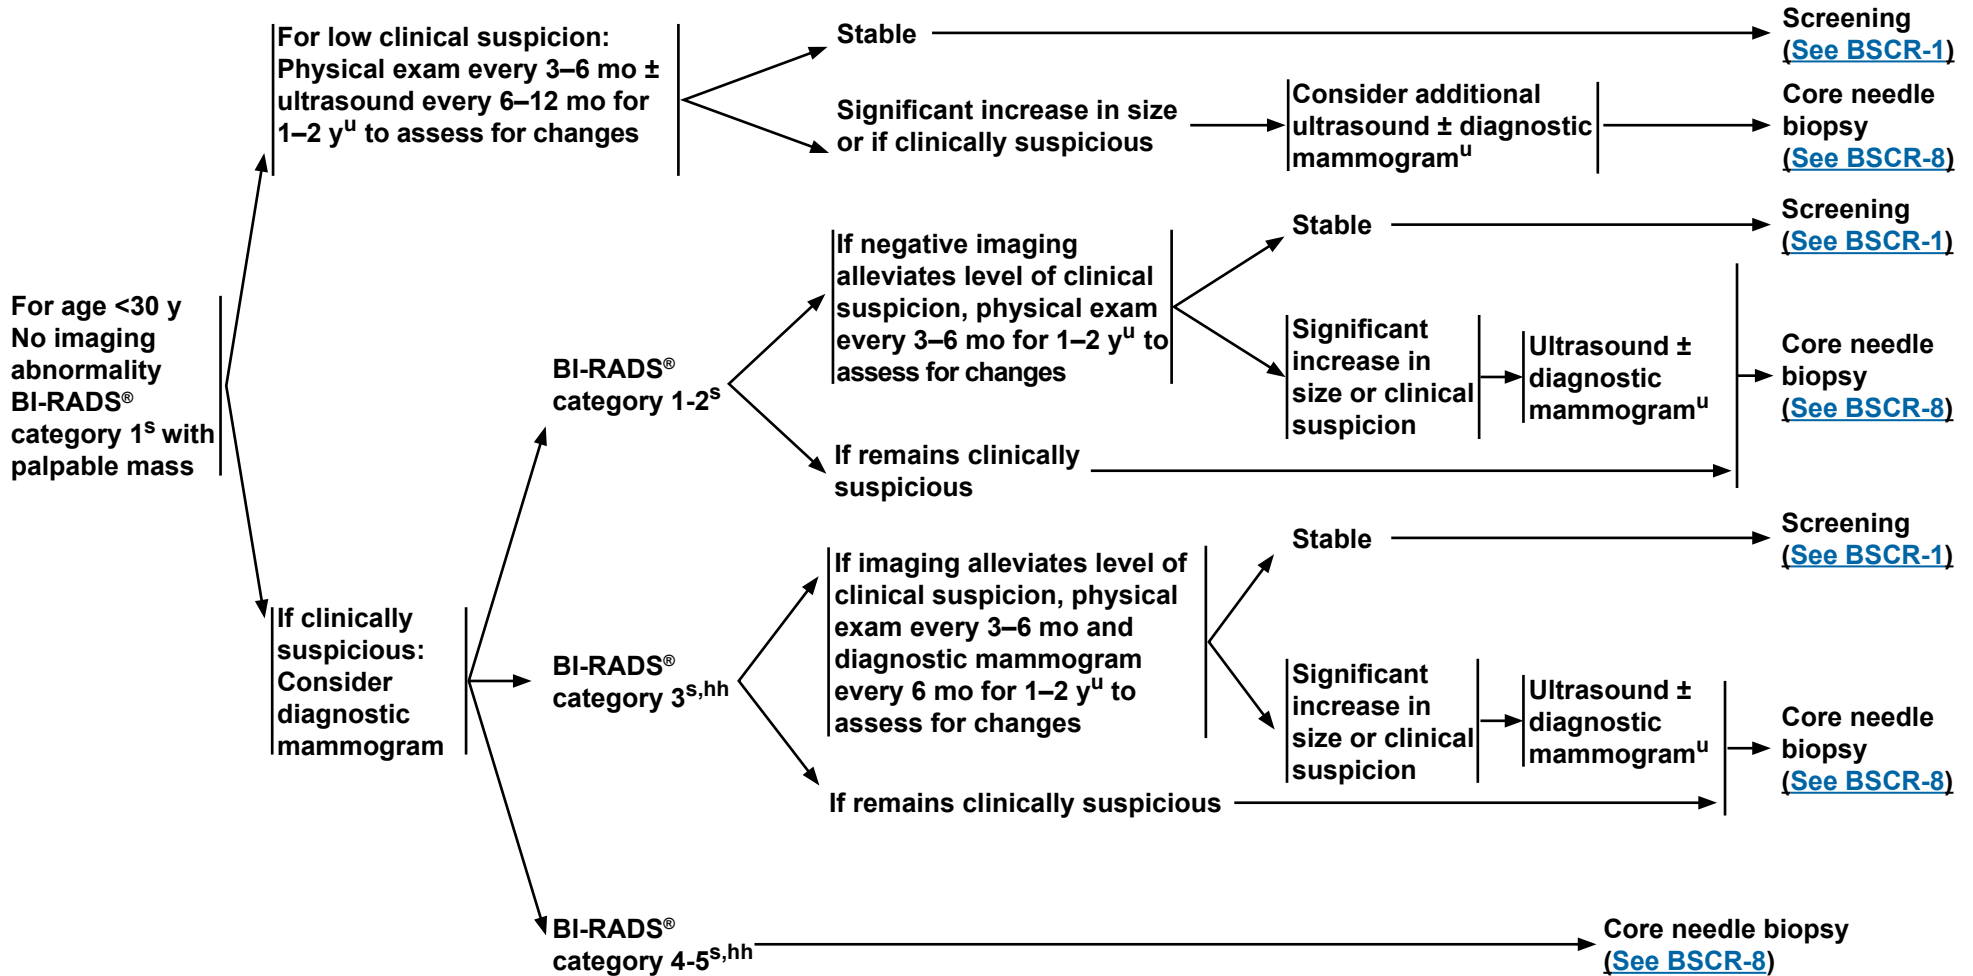 For age <30 y
No imaging
abnormality
BI-RADS®
category 1s with
palpable mass
For low clinical suspicion:
Physical exam every 3–6 mo ±
ultrasound every 6–12 mo for
1–2 yu to assess for changes
Stable
Screening
(See BSCR-1)
Significant increase in size
or if clinically suspicious
Consider additional
ultrasound ± diagnostic
mammogramu
Core needle
biopsy
(See BSCR-8)
If clinically
suspicious:
Consider
diagnostic
mammogram
BI-RADS®
category 1-2s
If negative imaging
alleviates level of clinical
suspicion, physical exam
every 3–6 mo for 1–2 yu to
assess for changes
Stable
Screening
(See BSCR-1)
Significant
increase in
size or clinical
suspicion
Ultrasound ±
diagnostic
mammogramu
Core needle
biopsy
(See BSCR-8)
If remains clinically
suspicious
BI-RADS®
category 3s,hh
If imaging alleviates level of
clinical suspicion, physical
exam every 3–6 mo and
diagnostic mammogram
every 6 mo for 1–2 yu to
assess for changes
Stable
Screening
(See BSCR-1)
Significant
increase in
size or clinical
suspicion
Ultrasound ±
diagnostic
mammogramu
Core needle
biopsy
(See BSCR-8)
If remains clinically suspicious
BI-RADS®
category 4-5s,hh
Core needle biopsy
(See BSCR-8)